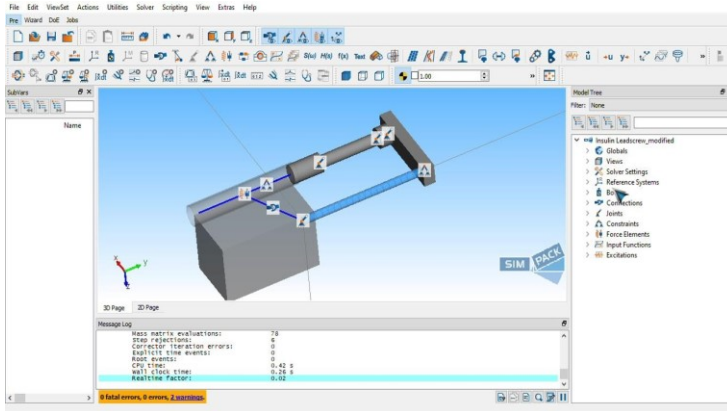 File Edit ViewSet Actions Utilities Solver Scripting View Extras Help
Pre Wizard DoE Jobs
S(u) M(x) f(x) Text
+u y+
1.00
SubVars
Name
Model Tree
Filter: None
Insulin Leadscrew_modified
Globals
Views
Solver Settings
Reference Systems
Connections
Joints
Constraints
Force Elements
Input Functions
Excitations
x
y
z
SIM PACK
3D Page 2D Page
Message Log
Mass matrix evaluations: 78
Step rejections: 6
Corrector iteration errors: 0
Explicit time events: 0
Root events: 0
CPU time: 0.42 s
Wall clock time: 0.26 s
Realtime factor: 0.02
0 fatal errors, 0 errors, 2 warnings.